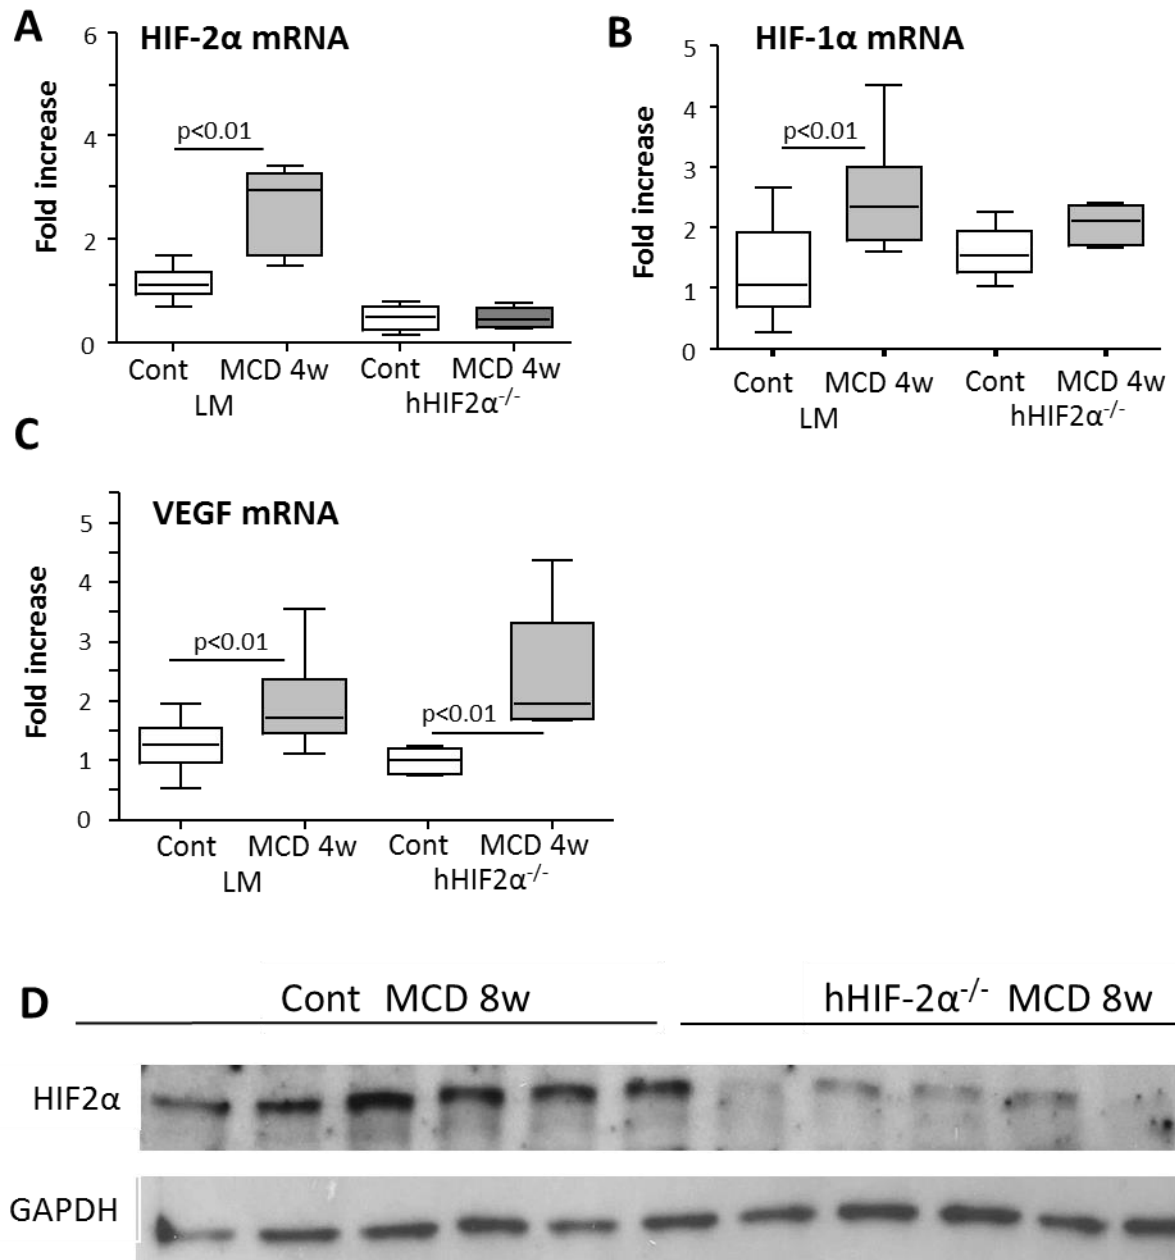 A
HIF-2α mRNA
Fold increase
6
4
2
0
p<0.01
Cont MCD 4w Cont MCD 4w
LM hHIF2α-/-
B
HIF-1α mRNA
Fold increase
5
4
3
2
1
0
p<0.01
Cont MCD 4w Cont MCD 4w
LM hHIF2α-/-
C
VEGF mRNA
Fold increase
5
4
3
2
1
0
p<0.01
p<0.01
Cont MCD 4w Cont MCD 4w
LM hHIF2α-/-
D
Cont MCD 8w hHIF-2α-/- MCD 8w
HIF2α
GAPDH